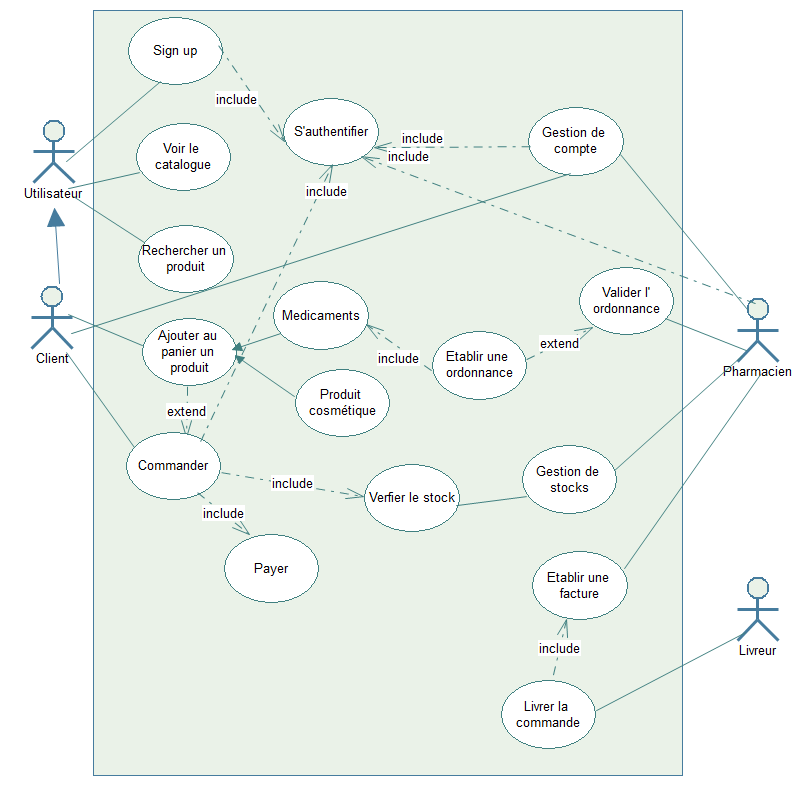 Sign up
include
S'authentifier
include
include
Gestion de
compte
Voir le
catalogue
Utilisateur
include
Rechercher un
produit
Client
Ajouter au
panier un
produit
Medicaments
include
Etablir une
ordonnance
extend
Valider l'
ordonnance
Pharmacien
Produit
cosmétique
extend
Commander
include
Verfier le stock
Gestion de
stocks
include
Payer
Etablir une
facture
include
Livreur
Livrer la
commande